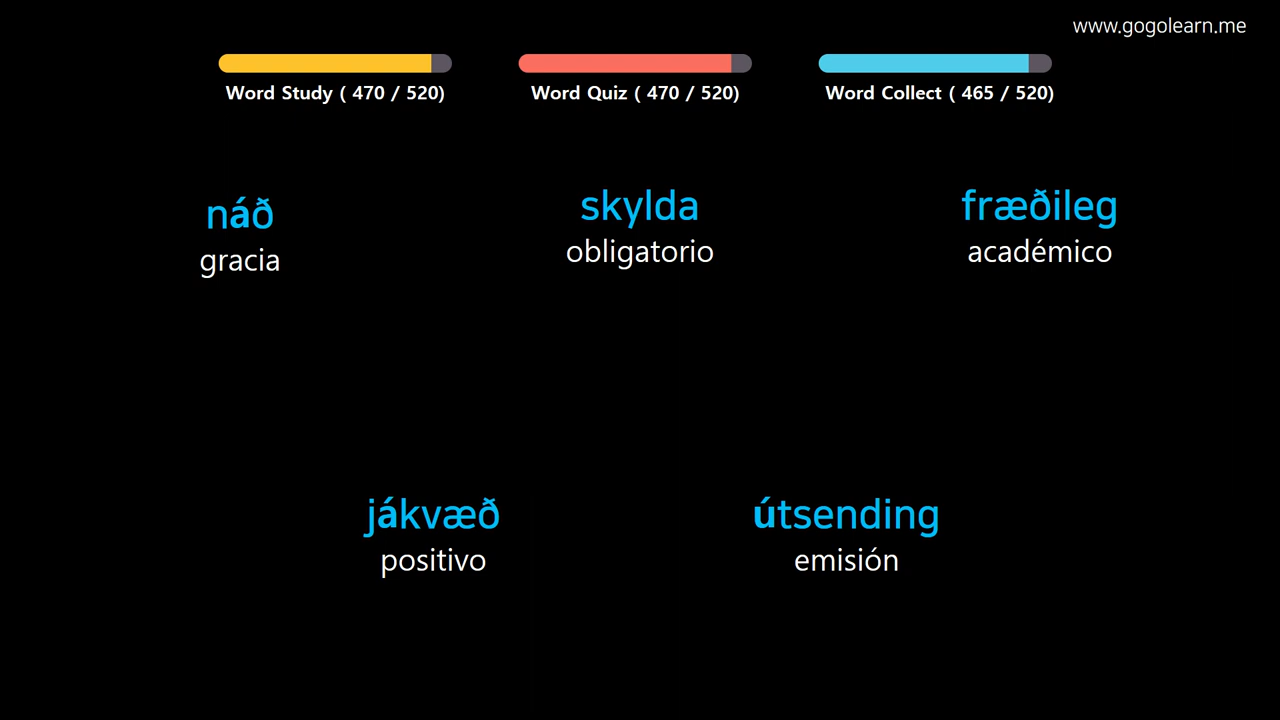 www.gogolearn.me
Word Study ( 470 / 520)
Word Quiz ( 470 / 520)
Word Collect ( 465 / 520)
náð
gracia
skylda
obligatorio
fræðileg
académico
jákvæð
positivo
útsending
emisión